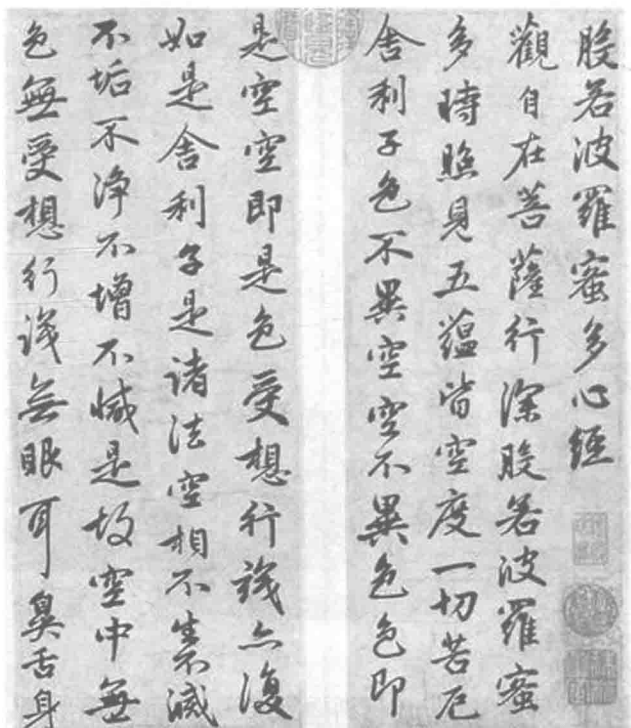 般若波羅蜜多心經
觀自在菩薩行深般若波羅蜜
多時照見五蘊皆空度一切苦厄
舍利子色不異空空不異色色即
是空空即是色受想行識亦復
如是舍利子是諸法空相不生不滅
不垢不淨不增不減是故空中無
色無受想行識無眼耳鼻舌身